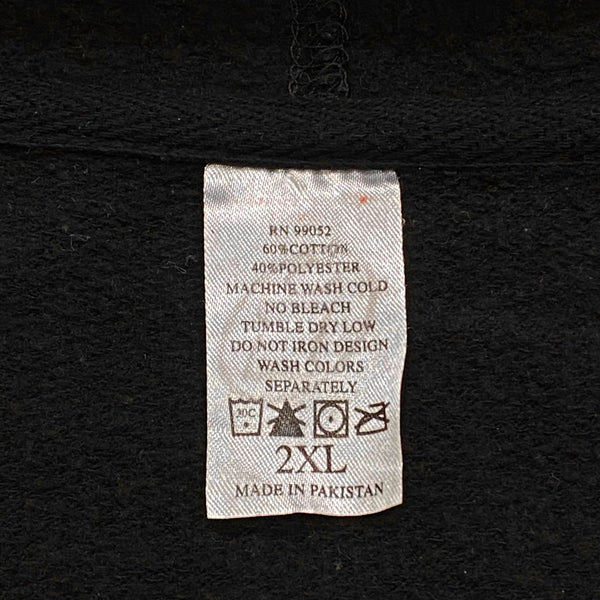 RN 99052
60%COTTON
40%POLYESTER
MACHINE WASH COLD
NO BLEACH
TUMBLE DRY LOW
DO NOT IRON DESIGN
WASH COLORS
SEPARATELY
30C
2XL
MADE IN PAKISTAN